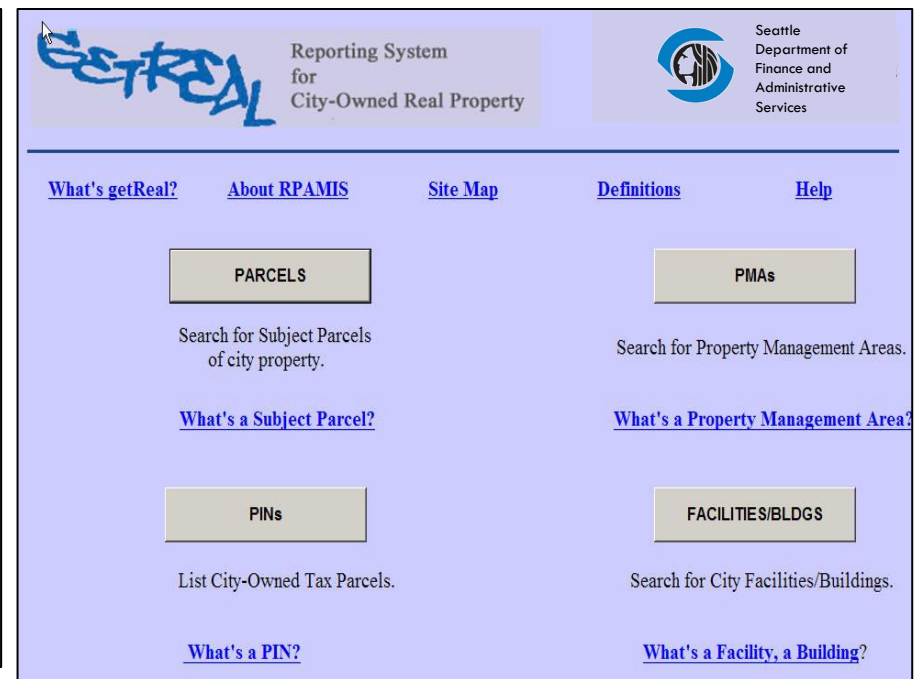 GETREAL
Reporting System
for
City-Owned Real Property
Seattle
Department of
Finance and
Administrative
Services
What's getReal? About RPAMIS Site Map Definitions Help
PARCELS
Search for Subject Parcels
of city property.
What's a Subject Parcel?
PMAs
Search for Property Management Areas.
What's a Property Management Area?
PINs
List City-Owned Tax Parcels.
What's a PIN?
FACILITIES/BLDGS
Search for City Facilities/Buildings.
What's a Facility, a Building?